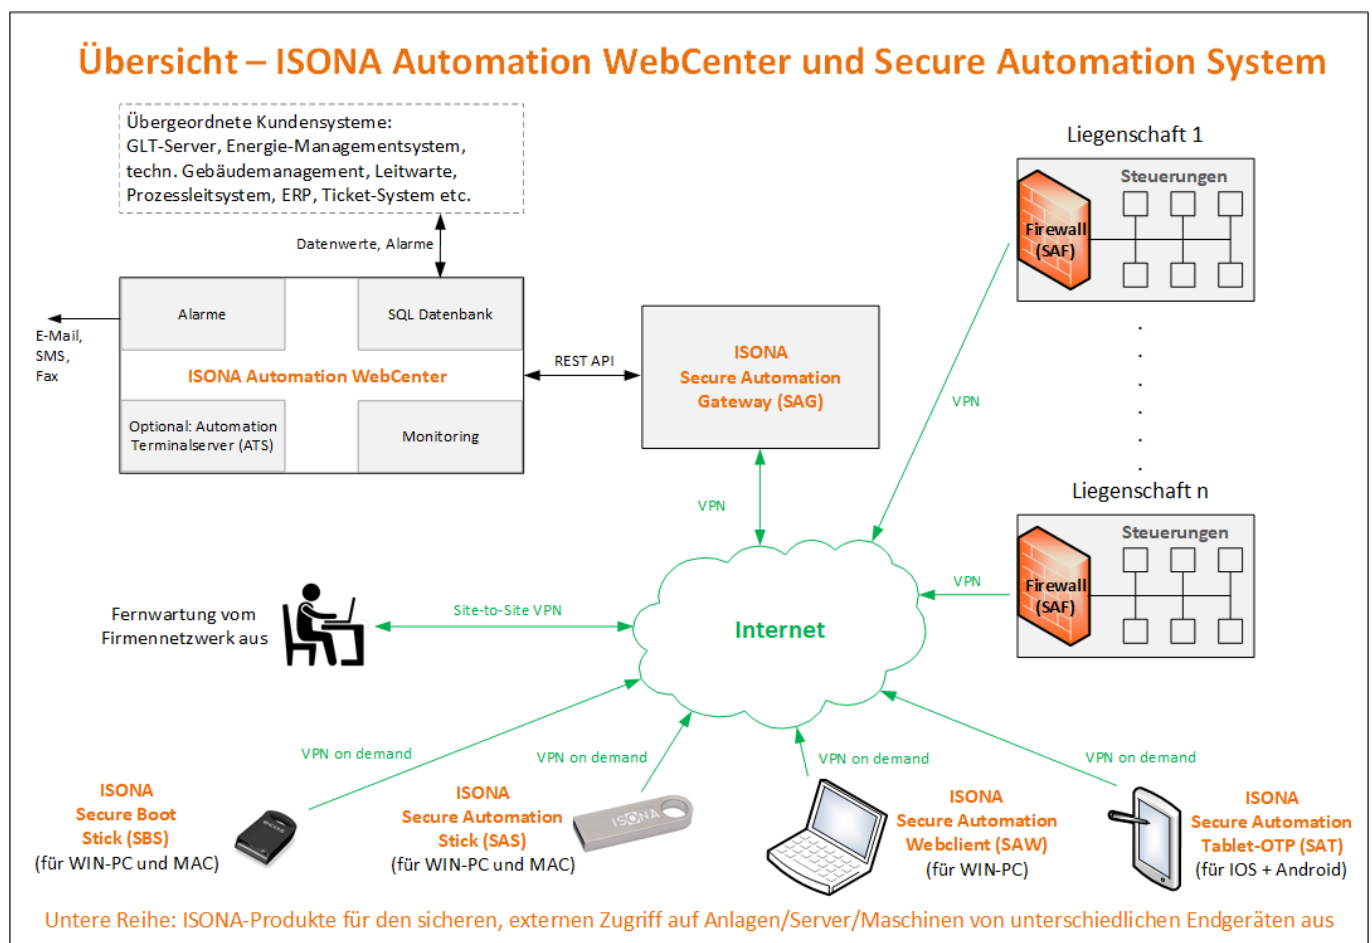 Übersicht – ISONA Automation WebCenter und Secure Automation System
Übergeordnete Kundensysteme:
GLT-Server, Energie-Managementsystem,
techn. Gebäudemanagement, Leitwarte,
Prozessleitsystem, ERP, Ticket-System etc.
Datenwerte, Alarme
Alarme
SQL Datenbank
E-Mail,
SMS,
Fax
ISONA Automation WebCenter
Optional: Automation
Terminalserver (ATS)
Monitoring
REST API
ISONA
Secure Automation
Gateway (SAG)
VPN
Liegenschaft 1
Steuerungen
Firewall
(SAF)
VPN
Liegenschaft n
Steuerungen
Firewall
(SAF)
VPN
Fernwartung vom
Firmennetzwerk aus
Site-to-Site VPN
Internet
VPN on demand
VPN on demand
VPN on demand
VPN on demand
ISONA
Secure Boot
Stick (SBS)
(für WIN-PC und MAC)
ecos
ISONA
Secure Automation
Stick (SAS)
(für WIN-PC und MAC)
ISONA
ISONA
Secure Automation
Webclient (SAW)
(für WIN-PC)
ISONA
Secure Automation
Tablet-OTP (SAT)
(für IOS + Android)
Untere Reihe: ISONA-Produkte für den sicheren, externen Zugriff auf Anlagen/Server/Maschinen von unterschiedlichen Endgeräten aus